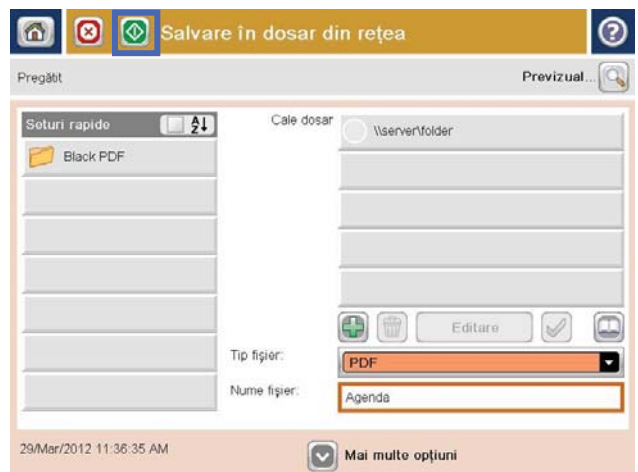 Salvare în dosar din rețea
Pregătit
Previzual...
Seturi rapide
Cale dosar
\\server\folder
Black PDF
Editare
Tip fișier:
PDF
Nume fișier:
Agenda
29/Mar/2012 11:36:35 AM
Mai multe opțiuni